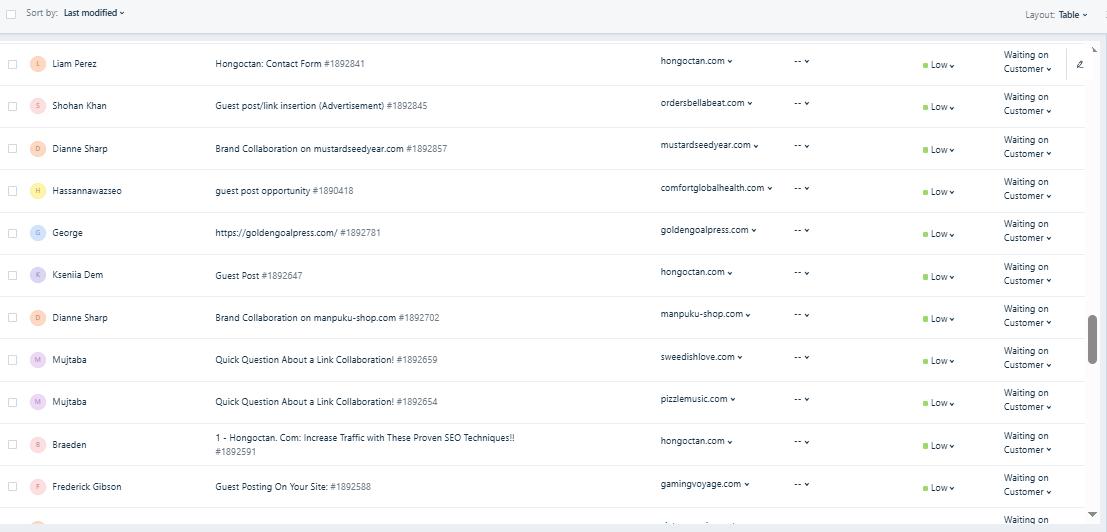 Sort by: Last modified
Layout: Table
L Liam Perez Hongoctan: Contact Form #1892841 hongoctan.com -- Low Waiting on Customer
S Shohan Khan Guest post/link insertion (Advertisement) #1892845 ordersbellabeat.com -- Low Waiting on Customer
D Dianne Sharp Brand Collaboration on mustardseedyear.com #1892857 mustardseedyear.com -- Low Waiting on Customer
H Hassannawazseo guest post opportunity #1890418 comfortglobalhealth.com -- Low Waiting on Customer
G George https://goldengoalpress.com/ #1892781 goldengoalpress.com -- Low Waiting on Customer
K Kseniia Dem Guest Post #1892647 hongoctan.com -- Low Waiting on Customer
D Dianne Sharp Brand Collaboration on manpuku-shop.com #1892702 manpuku-shop.com -- Low Waiting on Customer
M Mujtaba Quick Question About a Link Collaboration! #1892659 sweedishlove.com -- Low Waiting on Customer
M Mujtaba Quick Question About a Link Collaboration! #1892654 pizzlemusic.com -- Low Waiting on Customer
B Braeden 1 - Hongoctan. Com: Increase Traffic with These Proven SEO Techniques!! #1892591 hongoctan.com -- Low Waiting on Customer
F Frederick Gibson Guest Posting On Your Site: #1892588 gamingvoyage.com -- Low Waiting on Customer
Waiting on